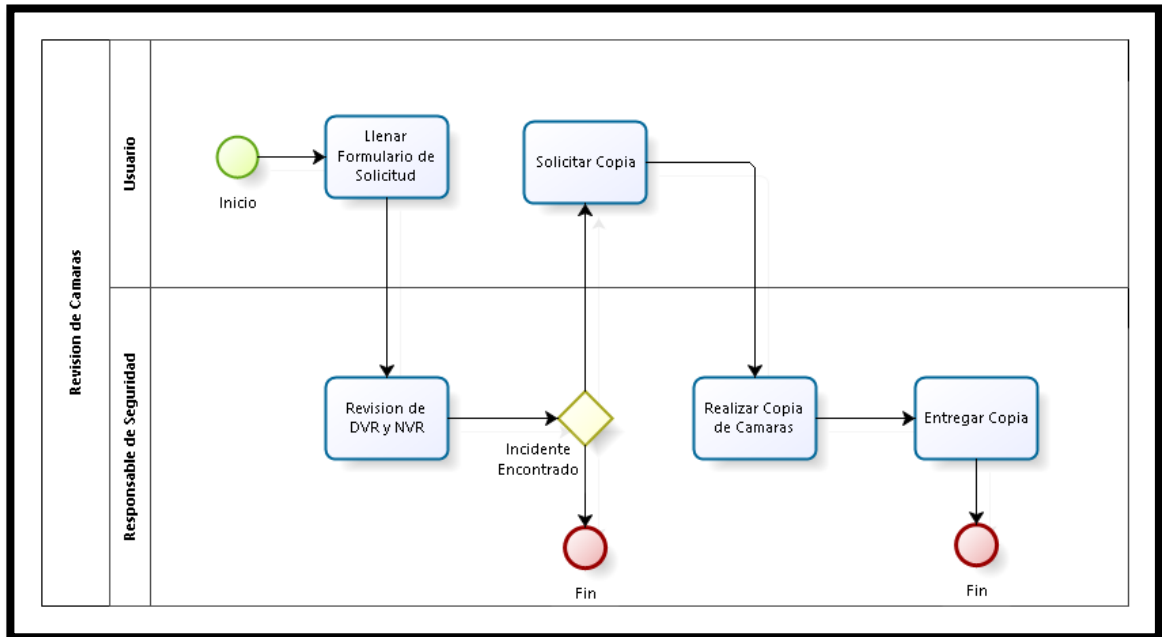 Revision de Camaras
Usuario
Inicio
Llenar
Formulario de
Solicitud
Solicitar Copia
Responsable de Seguridad
Revision de
DVR y NVR
Incidente
Encontrado
Fin
Realizar Copia
de Camaras
Entregar Copia
Fin